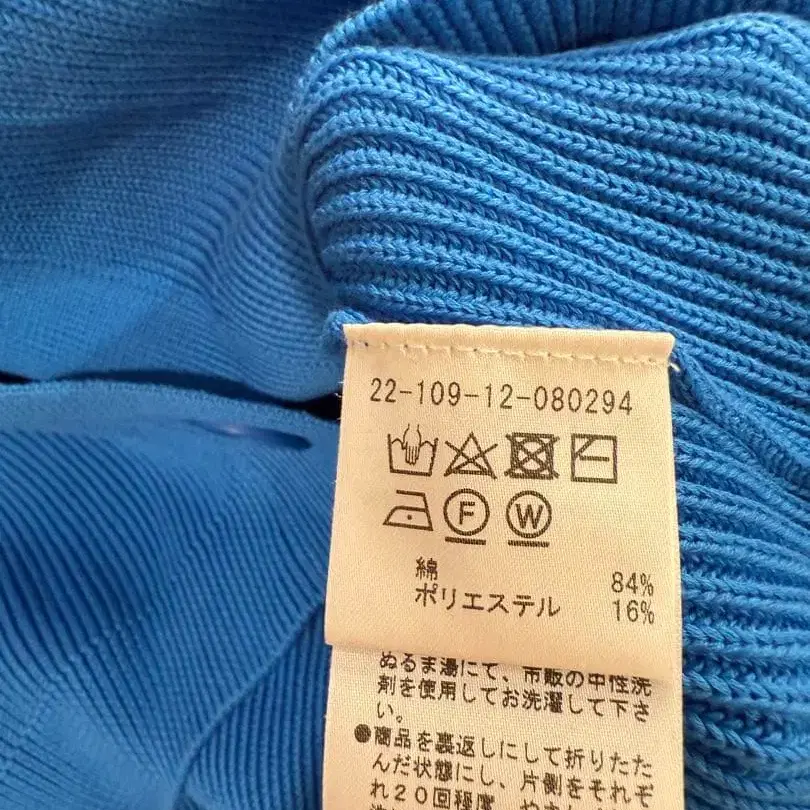 22-109-12-080294
F W
綿 84%
ポリエステル 16%
ぬるま湯にて、市販の中性洗
剤を使用してお洗濯して下さ
い。
●商品を裏返しにして折りたた
んだ状態にし、片側をそれぞ
れ20回程度、